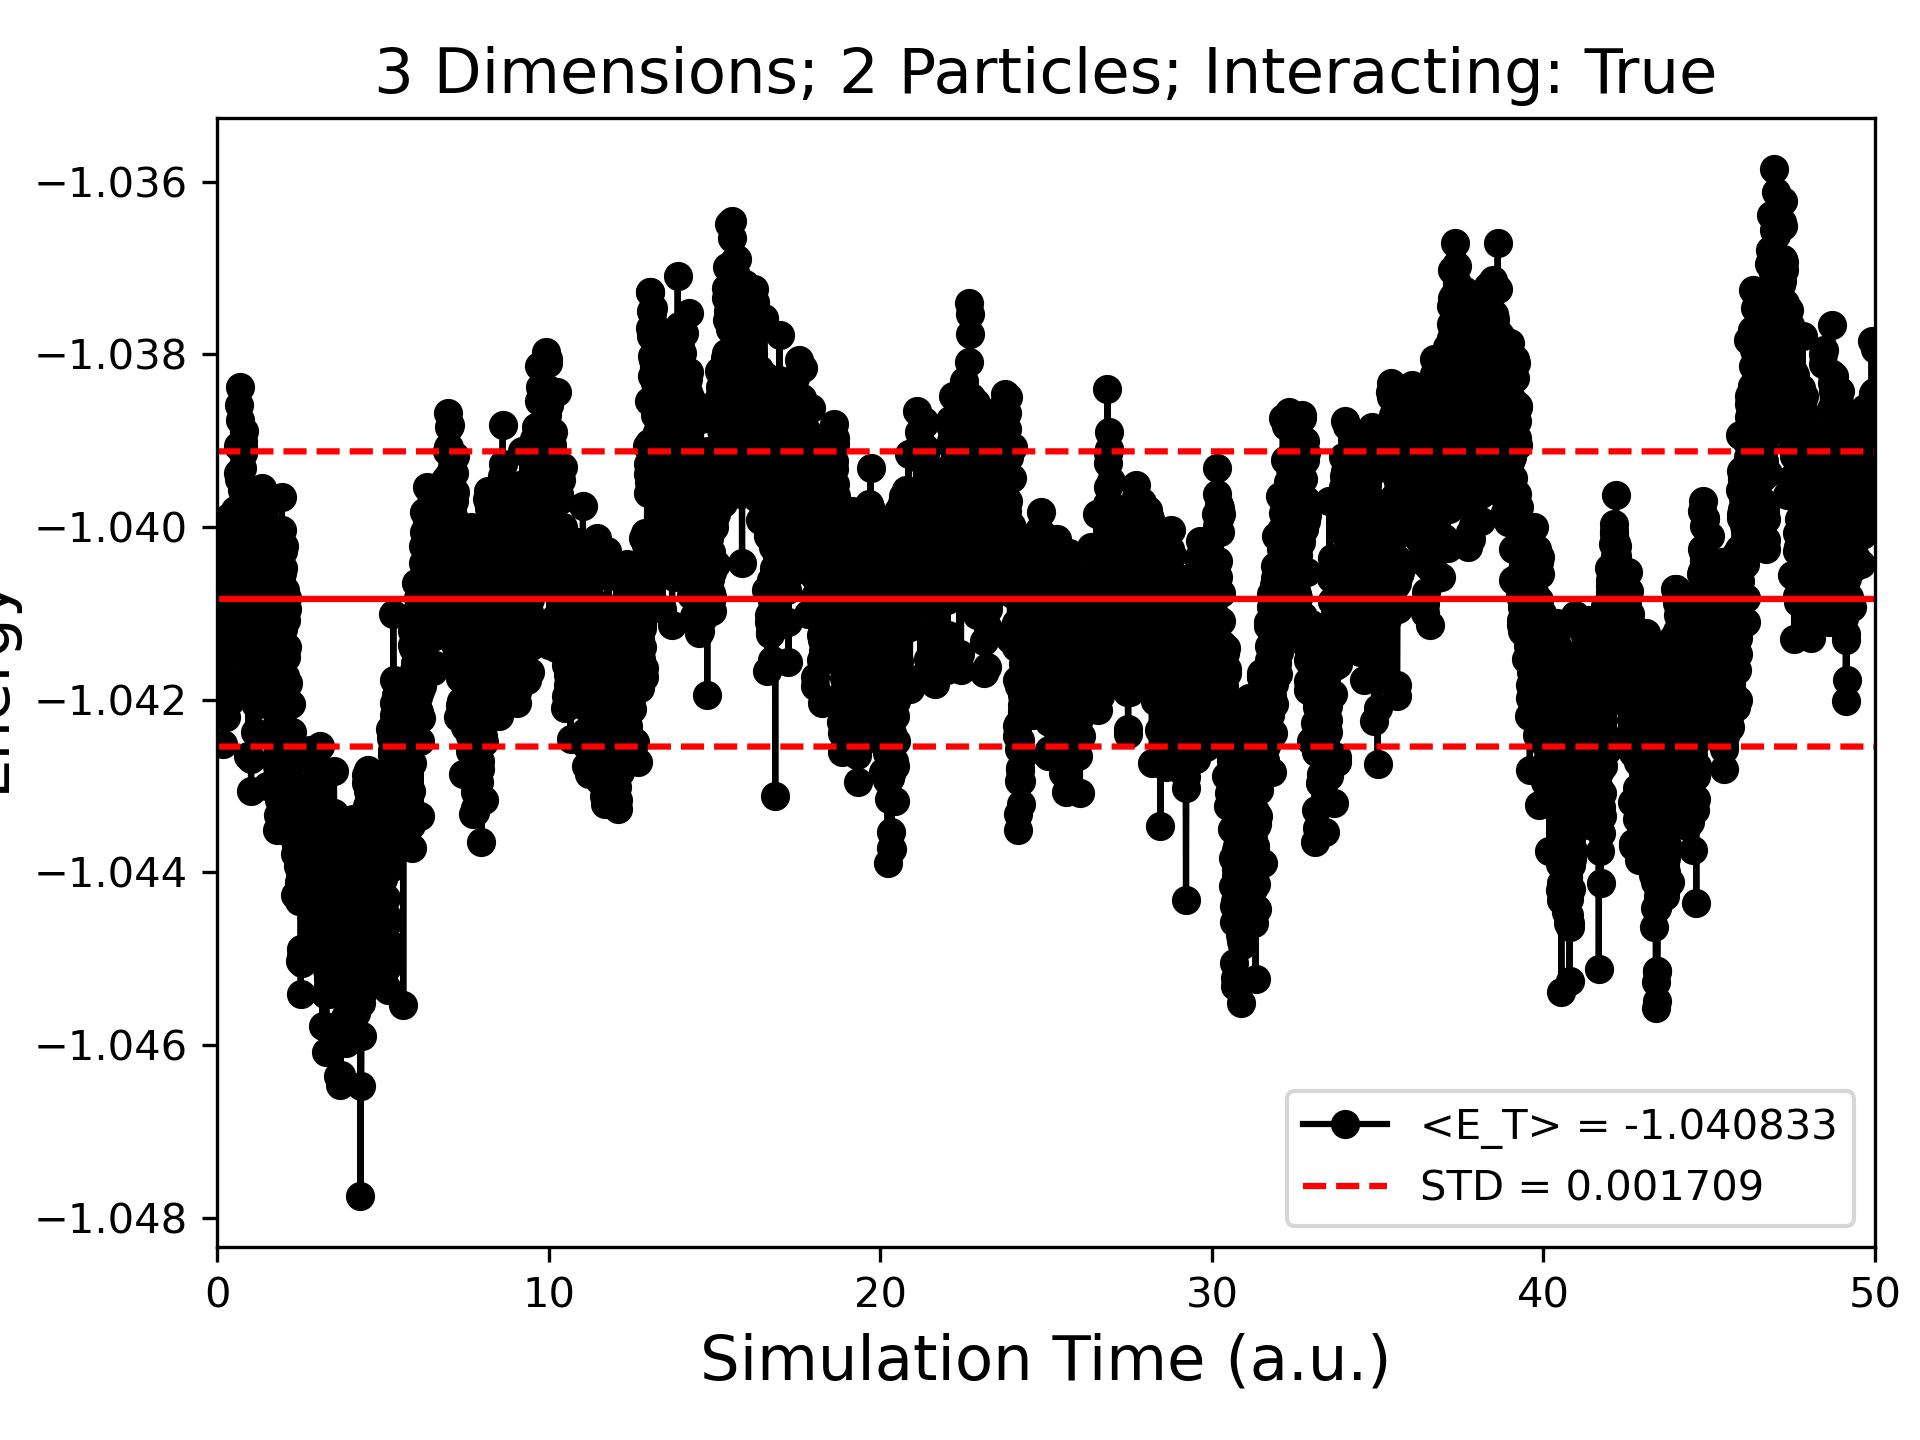 3 Dimensions; 2 Particles; Interacting: True
Energy
−1.036
−1.038
−1.040
−1.042
−1.044
−1.046
−1.048
<E_T> = -1.040833
STD = 0.001709
0 10 20 30 40 50
Simulation Time (a.u.)